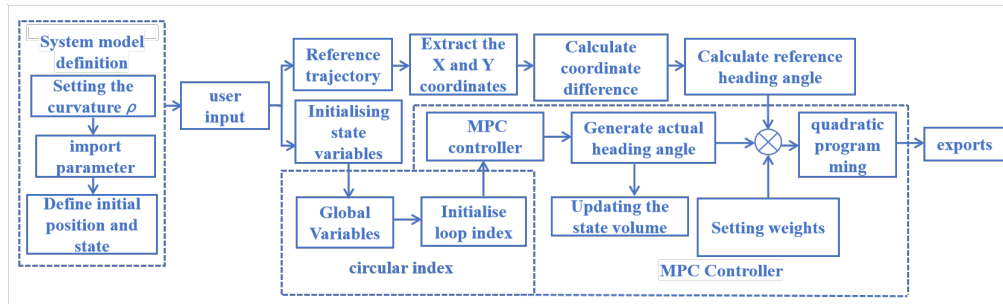 System model
definition
Setting the
curvature ρ
import
parameter
Define initial
position and
state
user
input
Reference
trajectory
Extract the
X and Y
coordinates
Calculate
coordinate
difference
Calculate reference
heading angle
Initialising
state
variables
MPC
controller
Generate actual
heading angle
quadratic
program
ming
exports
Global
Variables
Initialise
loop index
Updating the
state volume
Setting weights
circular index
MPC Controller